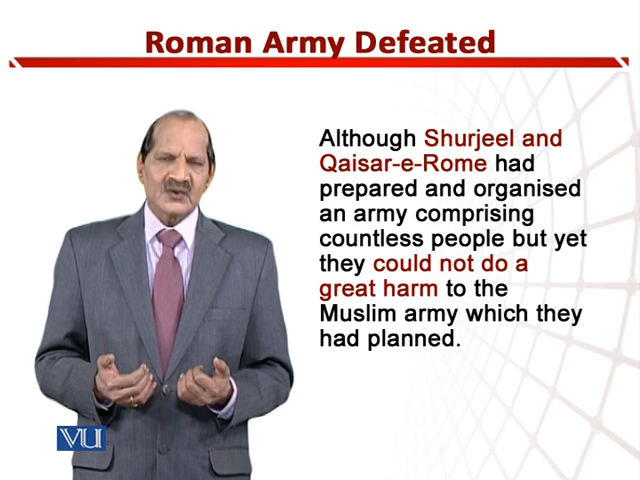 Roman Army Defeated
Although Shurjeel and
Qaisar-e-Rome had
prepared and organised
an army comprising
countless people but yet
they could not do a
great harm to the
Muslim army which they
had planned.
VU